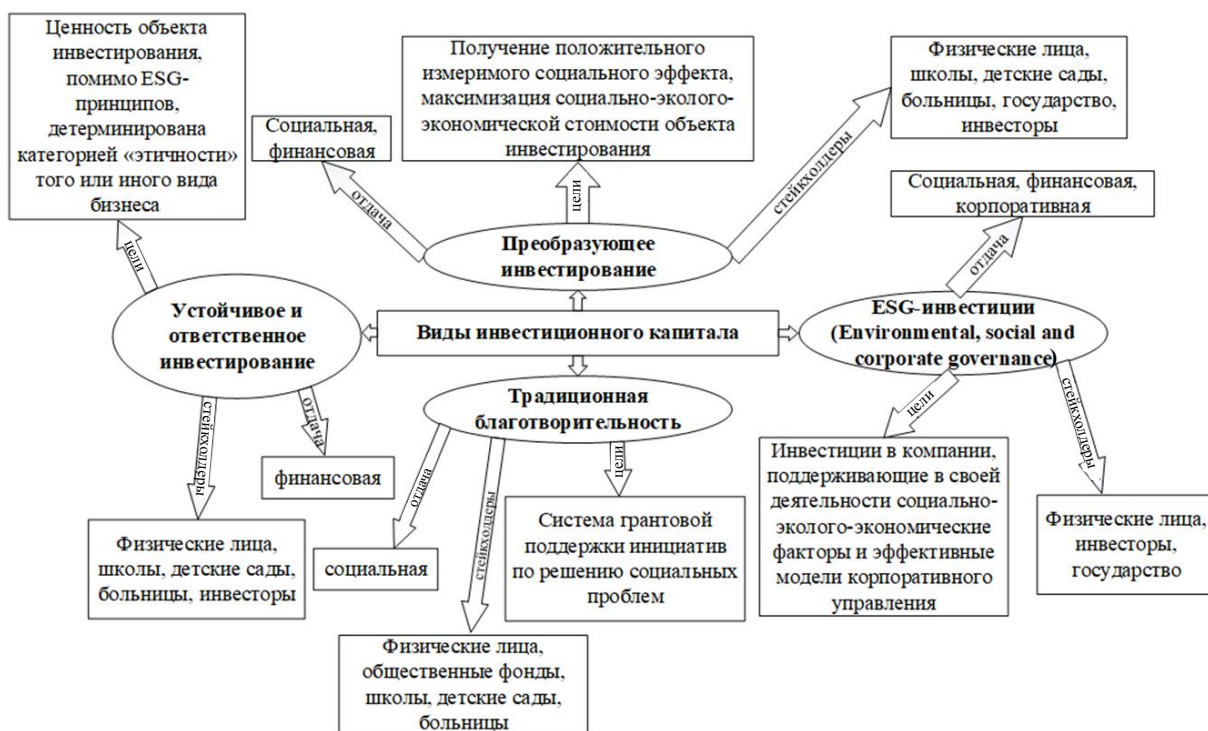 Ценность объекта
инвестирования,
помимо ESG-
принципов,
детерминирована
категорией «этичности»
того или иного вида
бизнеса
Социальная,
финансовая
Получение положительного
измеримого социального эффекта,
максимизация социально-эколого-
экономической стоимости объекта
инвестирования
Физические лица,
школы, детские сады,
больницы, государство,
инвесторы
Социальная, финансовая,
корпоративная
отдача
цели
стейкхолдеры
Преобразующее
инвестирование
цели
отдача
Устойчивое и
ответственное
инвестирование
Виды инвестиционного капитала
ESG-инвестиции
(Environmental, social and
corporate governance)
Традиционная
благотворительность
стейкхолдеры
отдача
отдача
стейкхолдеры
цели
цели
стейкхолдеры
финансовая
Физические лица,
школы, детские сады,
больницы, инвесторы
социальная
Система грантовой
поддержки инициатив
по решению социальных
проблем
Инвестиции в компании,
поддерживающие в своей
деятельности социально-
эколого-экономические
факторы и эффективные
модели корпоративного
управления
Физические лица,
инвесторы,
государство
Физические лица,
общественные фонды,
школы, детские сады,
больницы